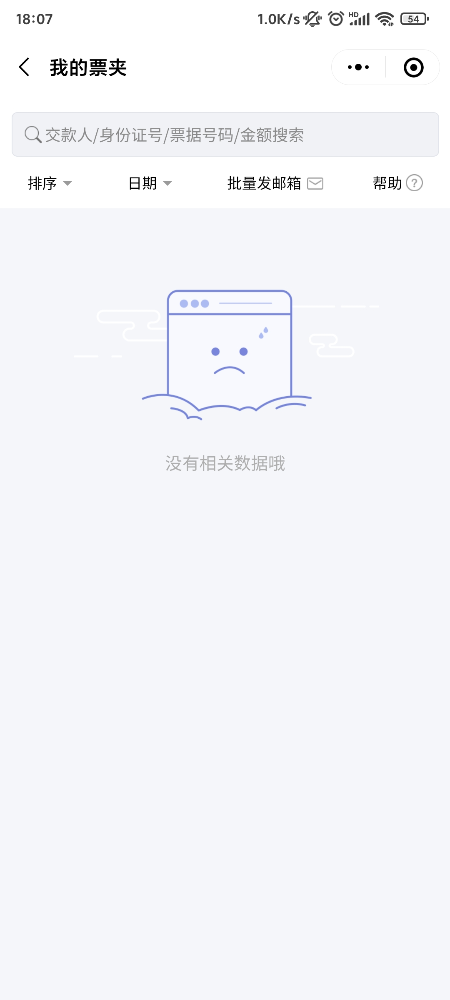 18:07 1.0K/s HD 54
我的票夹
交款人/身份证号/票据号码/金额搜索
排序 日期 批量发邮箱 帮助 ?
没有相关数据哦